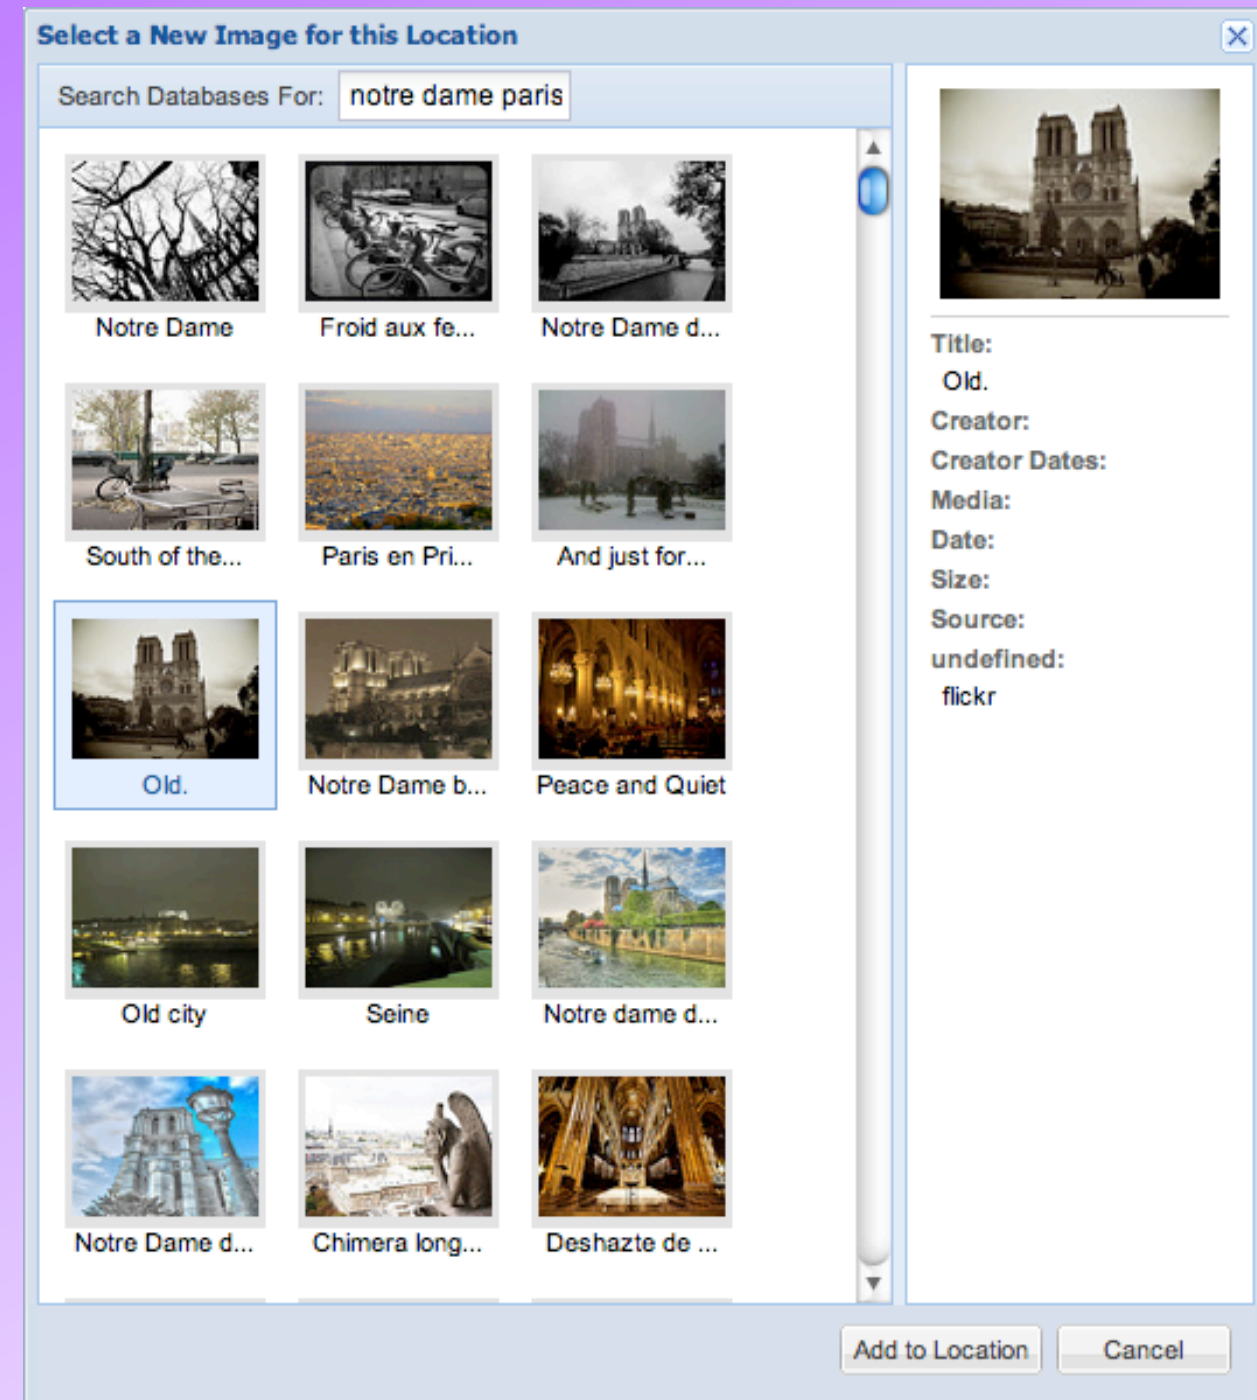 Select a New Image for this Location
Search Databases For: notre dame paris
Notre Dame
Froid aux fe...
Notre Dame d...
South of the...
Paris en Pri...
And just for...
Old.
Notre Dame b...
Peace and Quiet
Old city
Seine
Notre dame d...
Notre Dame d...
Chimera long...
Deshazte de ...
Title:
Old.
Creator:
Creator Dates:
Media:
Date:
Size:
Source:
undefined:
flickr
Add to Location
Cancel